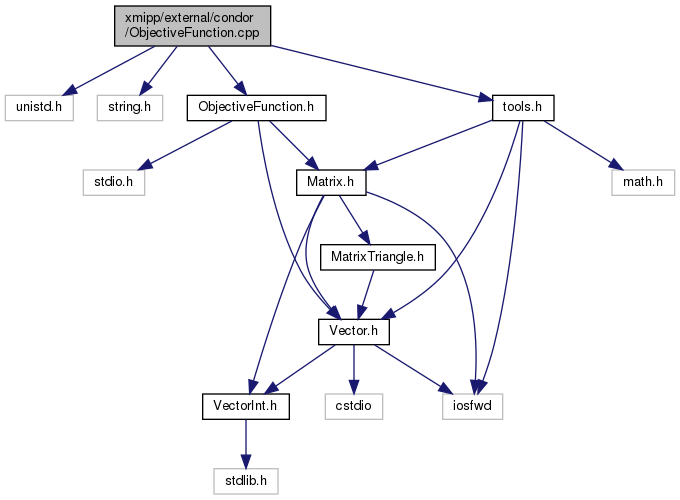 xmipp/external/condor
/ObjectiveFunction.cpp
unistd.h
string.h
ObjectiveFunction.h
tools.h
stdio.h
Matrix.h
math.h
MatrixTriangle.h
Vector.h
VectorInt.h
cstdio
iosfwd
stdlib.h